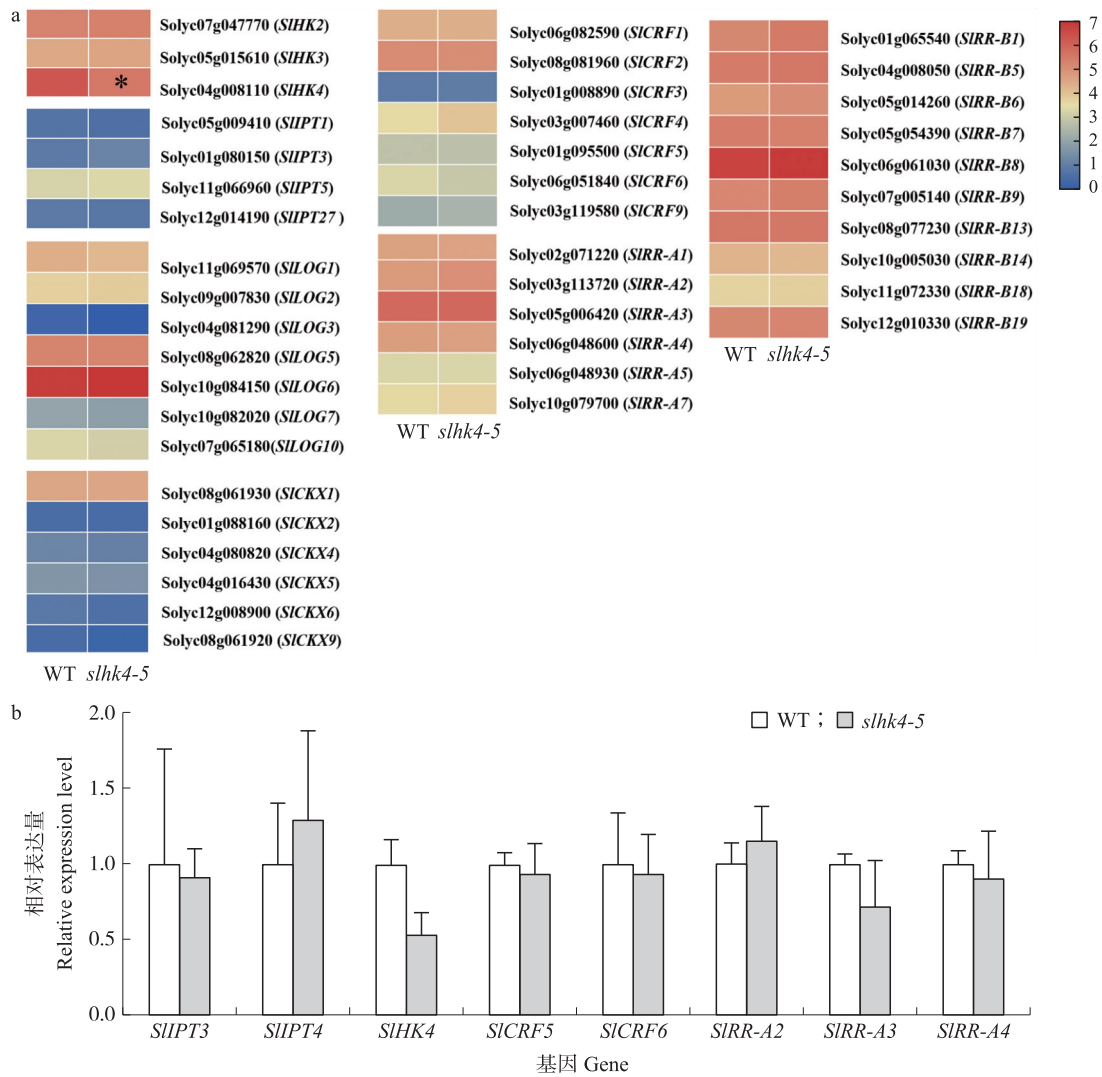 a
Solyc07g047770 (SlHK2)
Solyc05g015610 (SlHK3)
*
Solyc04g008110 (SlHK4)
Solyc05g009410 (SlIPT1)
Solyc01g080150 (SlIPT3)
Solyc11g066960 (SlIPT5)
Solyc12g014190 (SlIPT27 )
Solyc11g069570 (SlLOG1)
Solyc09g007830 (SlLOG2)
Solyc04g081290 (SlLOG3)
Solyc08g062820 (SlLOG5)
Solyc10g084150 (SlLOG6)
Solyc10g082020 (SlLOG7)
Solyc07g065180(SlLOG10)
Solyc08g061930 (SlCKX1)
Solyc01g088160 (SlCKX2)
Solyc04g080820 (SlCKX4)
Solyc04g016430 (SlCKX5)
Solyc12g008900 (SlCKX6)
Solyc08g061920 (SlCKX9)
WT slhk4-5
Solyc06g082590 (SlCRF1)
Solyc08g081960 (SlCRF2)
Solyc01g008890 (SlCRF3)
Solyc03g007460 (SlCRF4)
Solyc01g095500 (SlCRF5)
Solyc06g051840 (SlCRF6)
Solyc03g119580 (SlCRF9)
Solyc02g071220 (SlRR-A1)
Solyc03g113720 (SlRR-A2)
Solyc05g006420 (SlRR-A3)
Solyc06g048600 (SlRR-A4)
Solyc06g048930 (SlRR-A5)
Solyc10g079700 (SlRR-A7)
WT slhk4-5
Solyc01g065540 (SlRR-B1)
Solyc04g008050 (SlRR-B5)
Solyc05g014260 (SlRR-B6)
Solyc05g054390 (SlRR-B7)
Solyc06g061030 (SlRR-B8)
Solyc07g005140 (SlRR-B9)
Solyc08g077230 (SlRR-B13)
Solyc10g005030 (SlRR-B14)
Solyc11g072330 (SlRR-B18)
Solyc12g010330 (SlRR-B19
WT slhk4-5
7
6
5
4
3
2
1
0
b
WT； slhk4-5
相对表达量
Relative expression level
2.0
1.5
1.0
0.5
0.0
SlIPT3 SlIPT4 SlHK4 SlCRF5 SlCRF6 SlRR-A2 SlRR-A3 SlRR-A4
基因 Gene